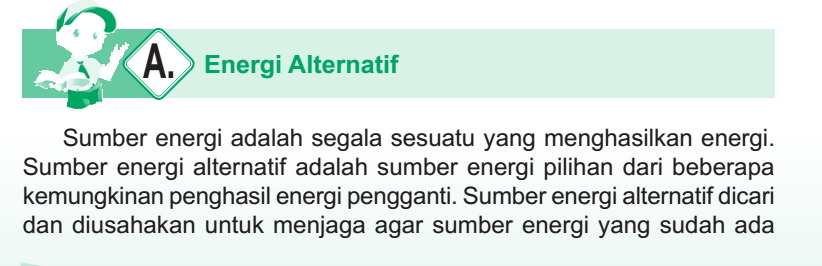 A.
Energi Alternatif
Sumber energi adalah segala sesuatu yang menghasilkan energi.
Sumber energi alternatif adalah sumber energi pilihan dari beberapa
kemungkinan penghasil energi pengganti. Sumber energi alternatif dicari
dan diusahakan untuk menjaga agar sumber energi yang sudah ada